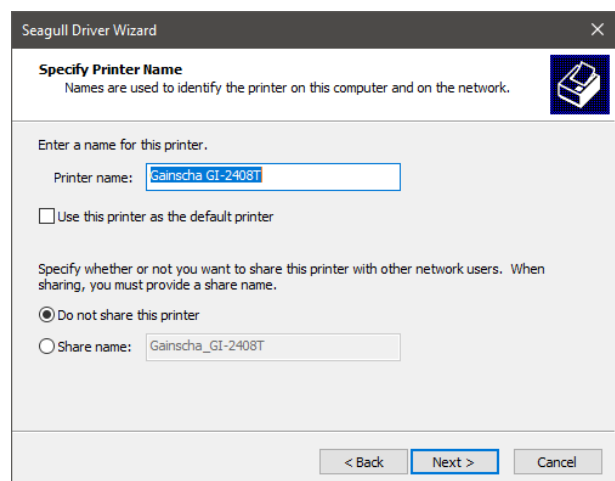 Seagull Driver Wizard
Specify Printer Name
Names are used to identify the printer on this computer and on the network.
Enter a name for this printer.
Printer name: Gainscha GI-2408T
Use this printer as the default printer
Specify whether or not you want to share this printer with other network users. When
sharing, you must provide a share name.
Do not share this printer
Share name: Gainscha_GI-2408T
< Back Next > Cancel